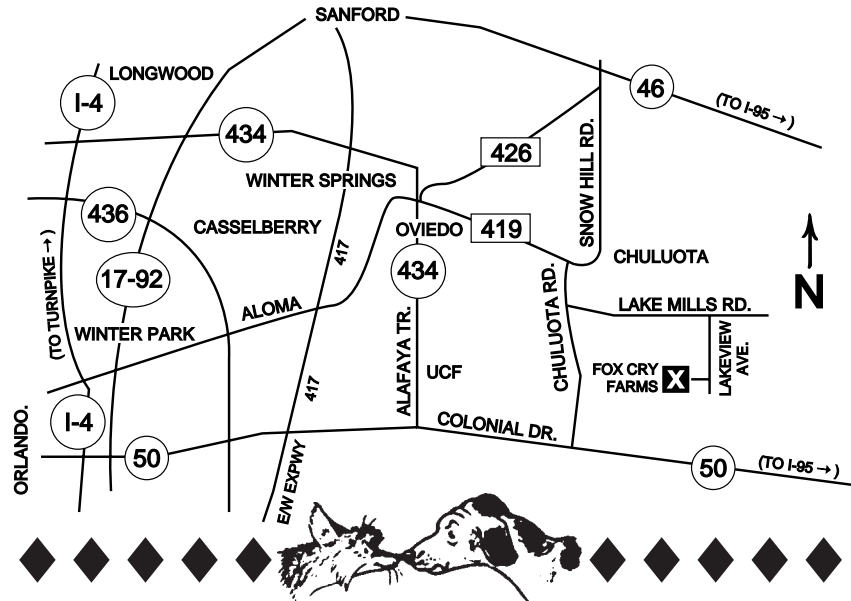 SANFORD
LONGWOOD
I-4
46
(TO I-95 → )
434
426
SNOW HILL RD.
WINTER SPRINGS
436
CASSELBERRY
OVIEDO
419
417
CHULUOTA
N
(TO TURNPIKE → )
17-92
434
CHULUOTA RD.
ALOMA
LAKE MILLS RD.
WINTER PARK
ALAFAYA TR.
LAKEVIEW
AVE.
UCF
FOX CRY
FARMS
X
417
I-4
COLONIAL DR.
ORLANDO.
50
E/W EXPWY
50
(TO I-95 → )